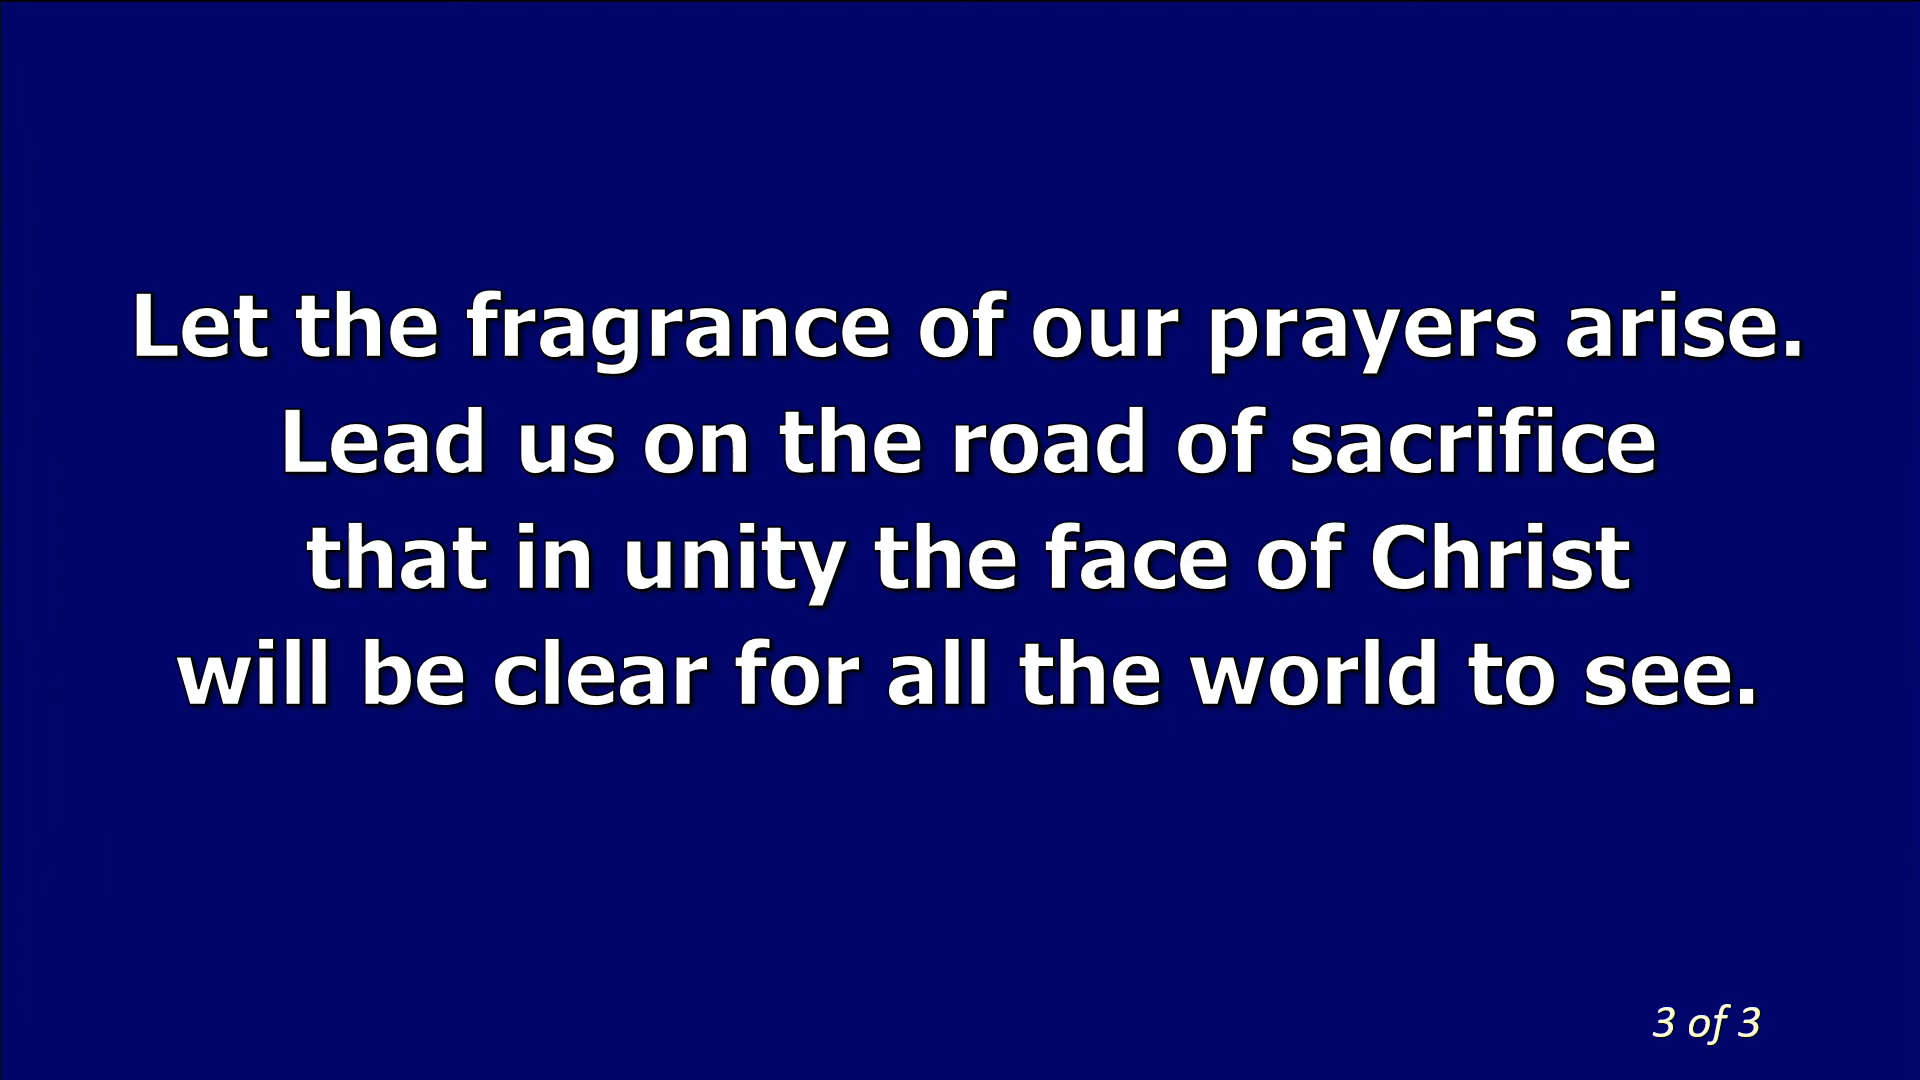 Let the fragrance of our prayers arise.
Lead us on the road of sacrifice
that in unity the face of Christ
will be clear for all the world to see.
3 of 3